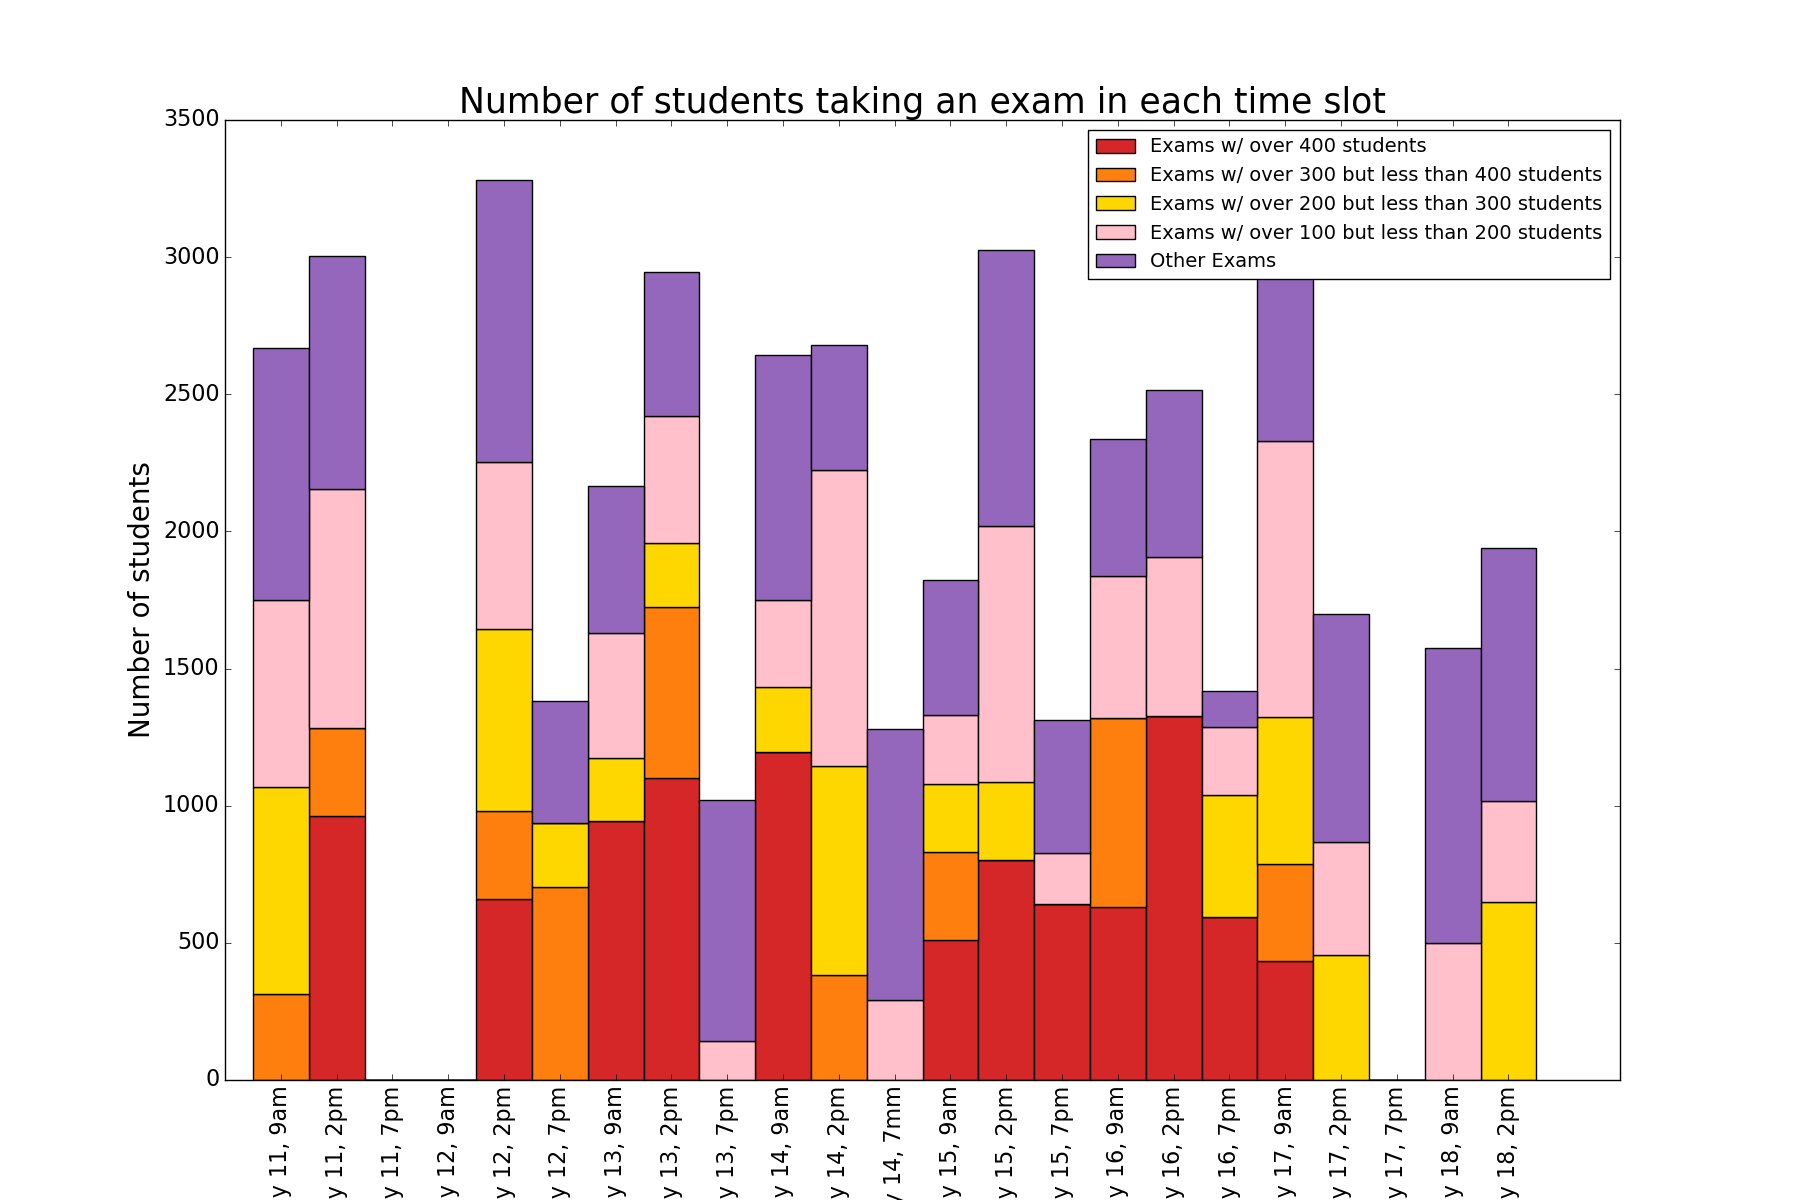 Number of students taking an exam in each time slot
3500
3000
2500
2000
1500
1000
500
0
Number of students
Exams w/ over 400 students
Exams w/ over 300 but less than 400 students
Exams w/ over 200 but less than 300 students
Exams w/ over 100 but less than 200 students
Other Exams
y 11, 9am
y 11, 2pm
y 11, 7pm
y 12, 9am
y 12, 2pm
y 12, 7pm
y 13, 9am
y 13, 2pm
y 13, 7pm
y 14, 9am
y 14, 2pm
y 14, 7mm
y 15, 9am
y 15, 2pm
y 15, 7pm
y 16, 9am
y 16, 2pm
y 16, 7pm
y 17, 9am
y 17, 2pm
y 17, 7pm
y 18, 9am
y 18, 2pm